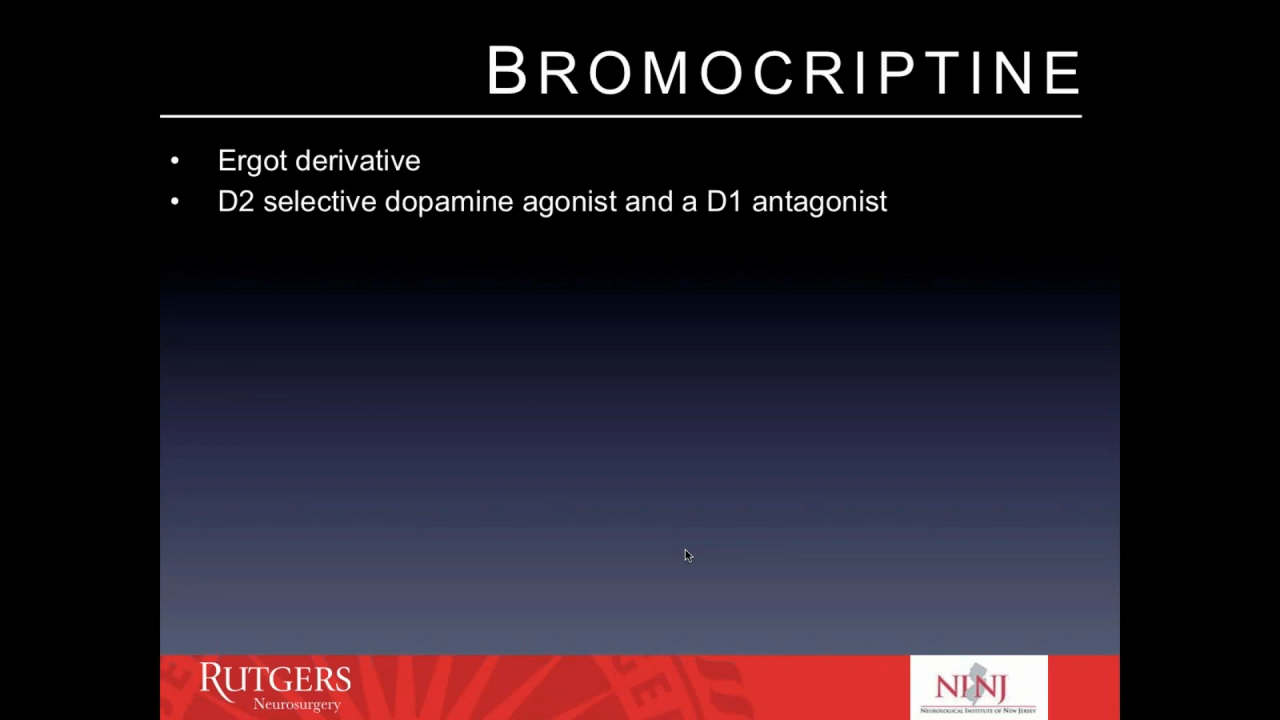 BROMOCRIPTINE
• Ergot derivative
• D2 selective dopamine agonist and a D1 antagonist
RUTGERS
Neurosurgery
NINJ
NEUROLOGICAL INSTITUTE OF NEW JERSEY